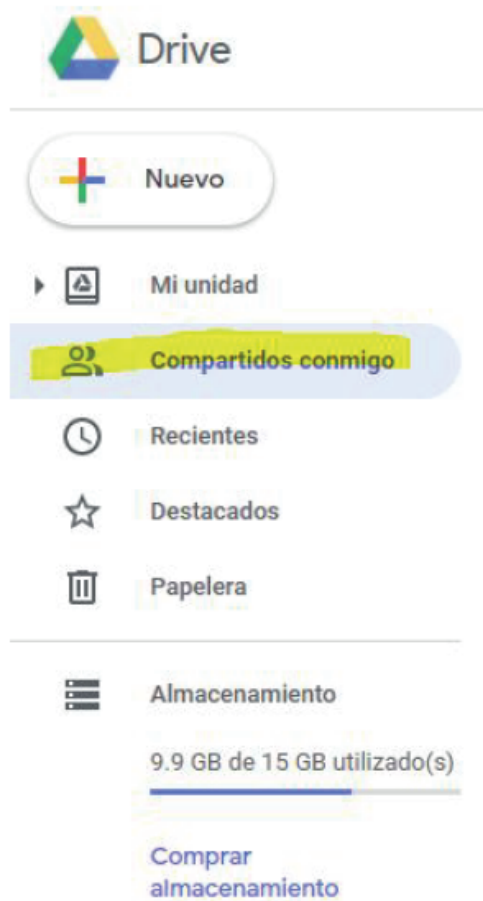 Drive
Nuevo
Mi unidad
Compartidos conmigo
Recientes
Destacados
Papelera
Almacenamiento
9.9 GB de 15 GB utilizado(s)
Comprar
almacenamiento